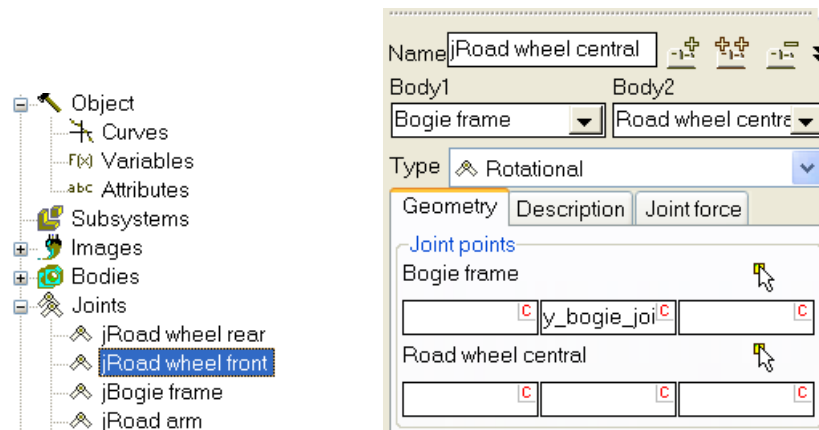 Object
Curves
F(x) Variables
abc Attributes
Subsystems
Images
Bodies
Joints
jRoad wheel rear
jRoad wheel front
jBogie frame
jRoad arm
Name jRoad wheel central
Body1 Body2
Bogie frame Road wheel centra
Type Rotational
Geometry Description Joint force
Joint points
Bogie frame
C y_bogie_joi C C
Road wheel central
C C C